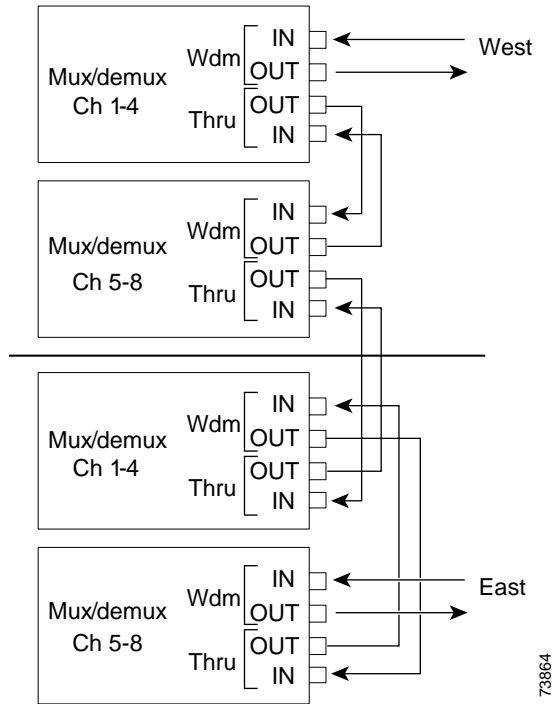 IN
Wdm
OUT
West
Mux/demux
Ch 1-4
OUT
Thru
IN
IN
Wdm
OUT
Mux/demux
Ch 5-8
OUT
Thru
IN
IN
Wdm
OUT
Mux/demux
Ch 1-4
OUT
Thru
IN
IN
Wdm
OUT
East
Mux/demux
Ch 5-8
OUT
Thru
IN
73864